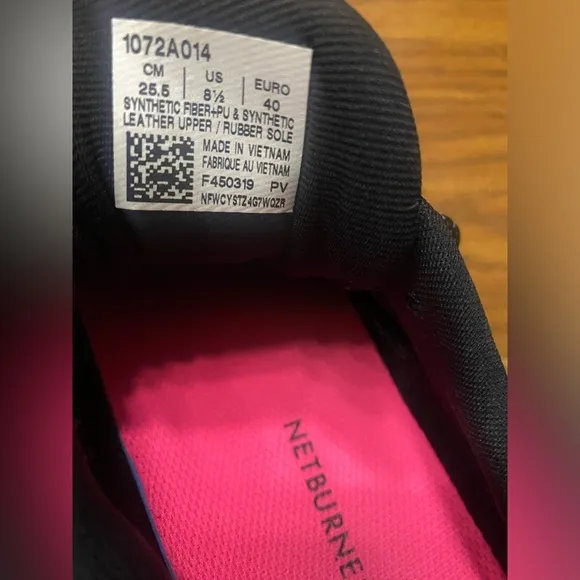 1072A014
CM US EURO
25.5 8½ 40
SYNTHETIC FIBER+PU & SYNTHETIC
LEATHER UPPER / RUBBER SOLE
MADE IN VIETNAM
FABRIQUE AU VIETNAM
F450319 PV
NFWCYSTZ4G7WQZR
NETBURNE